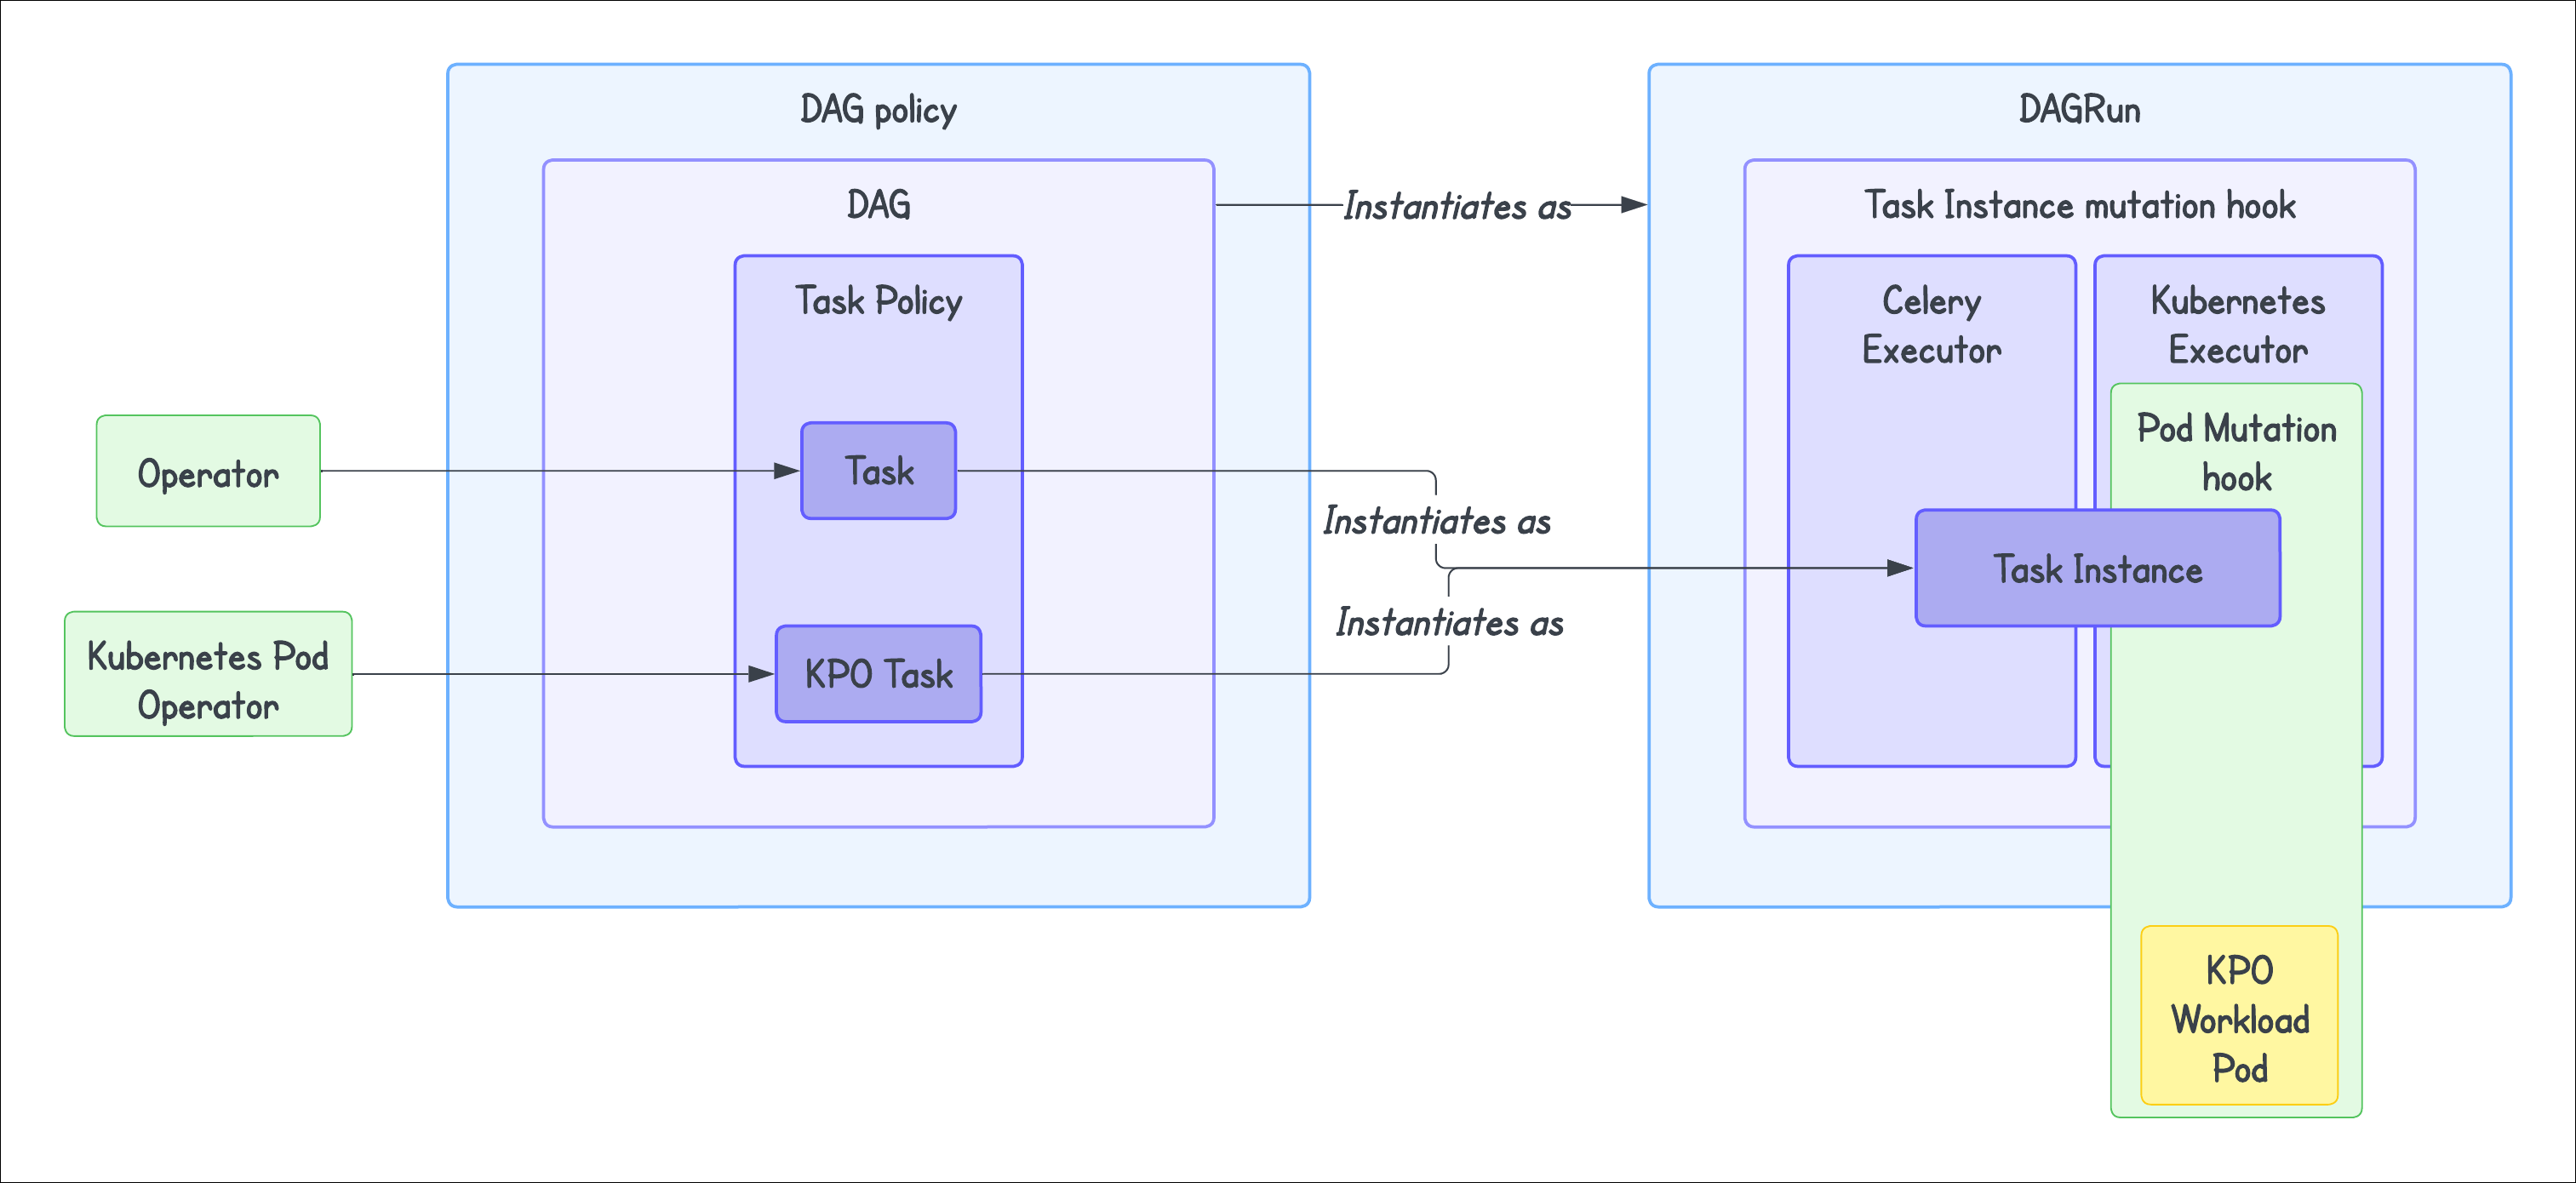 DAG policy
DAG
Task Policy
Operator
Task
Kubernetes Pod
Operator
KPO Task
Instantiates as
Instantiates as
Instantiates as
DAGRun
Task Instance mutation hook
Celery
Executor
Kubernetes
Executor
Pod Mutation
hook
Task Instance
KPO
Workload
Pod